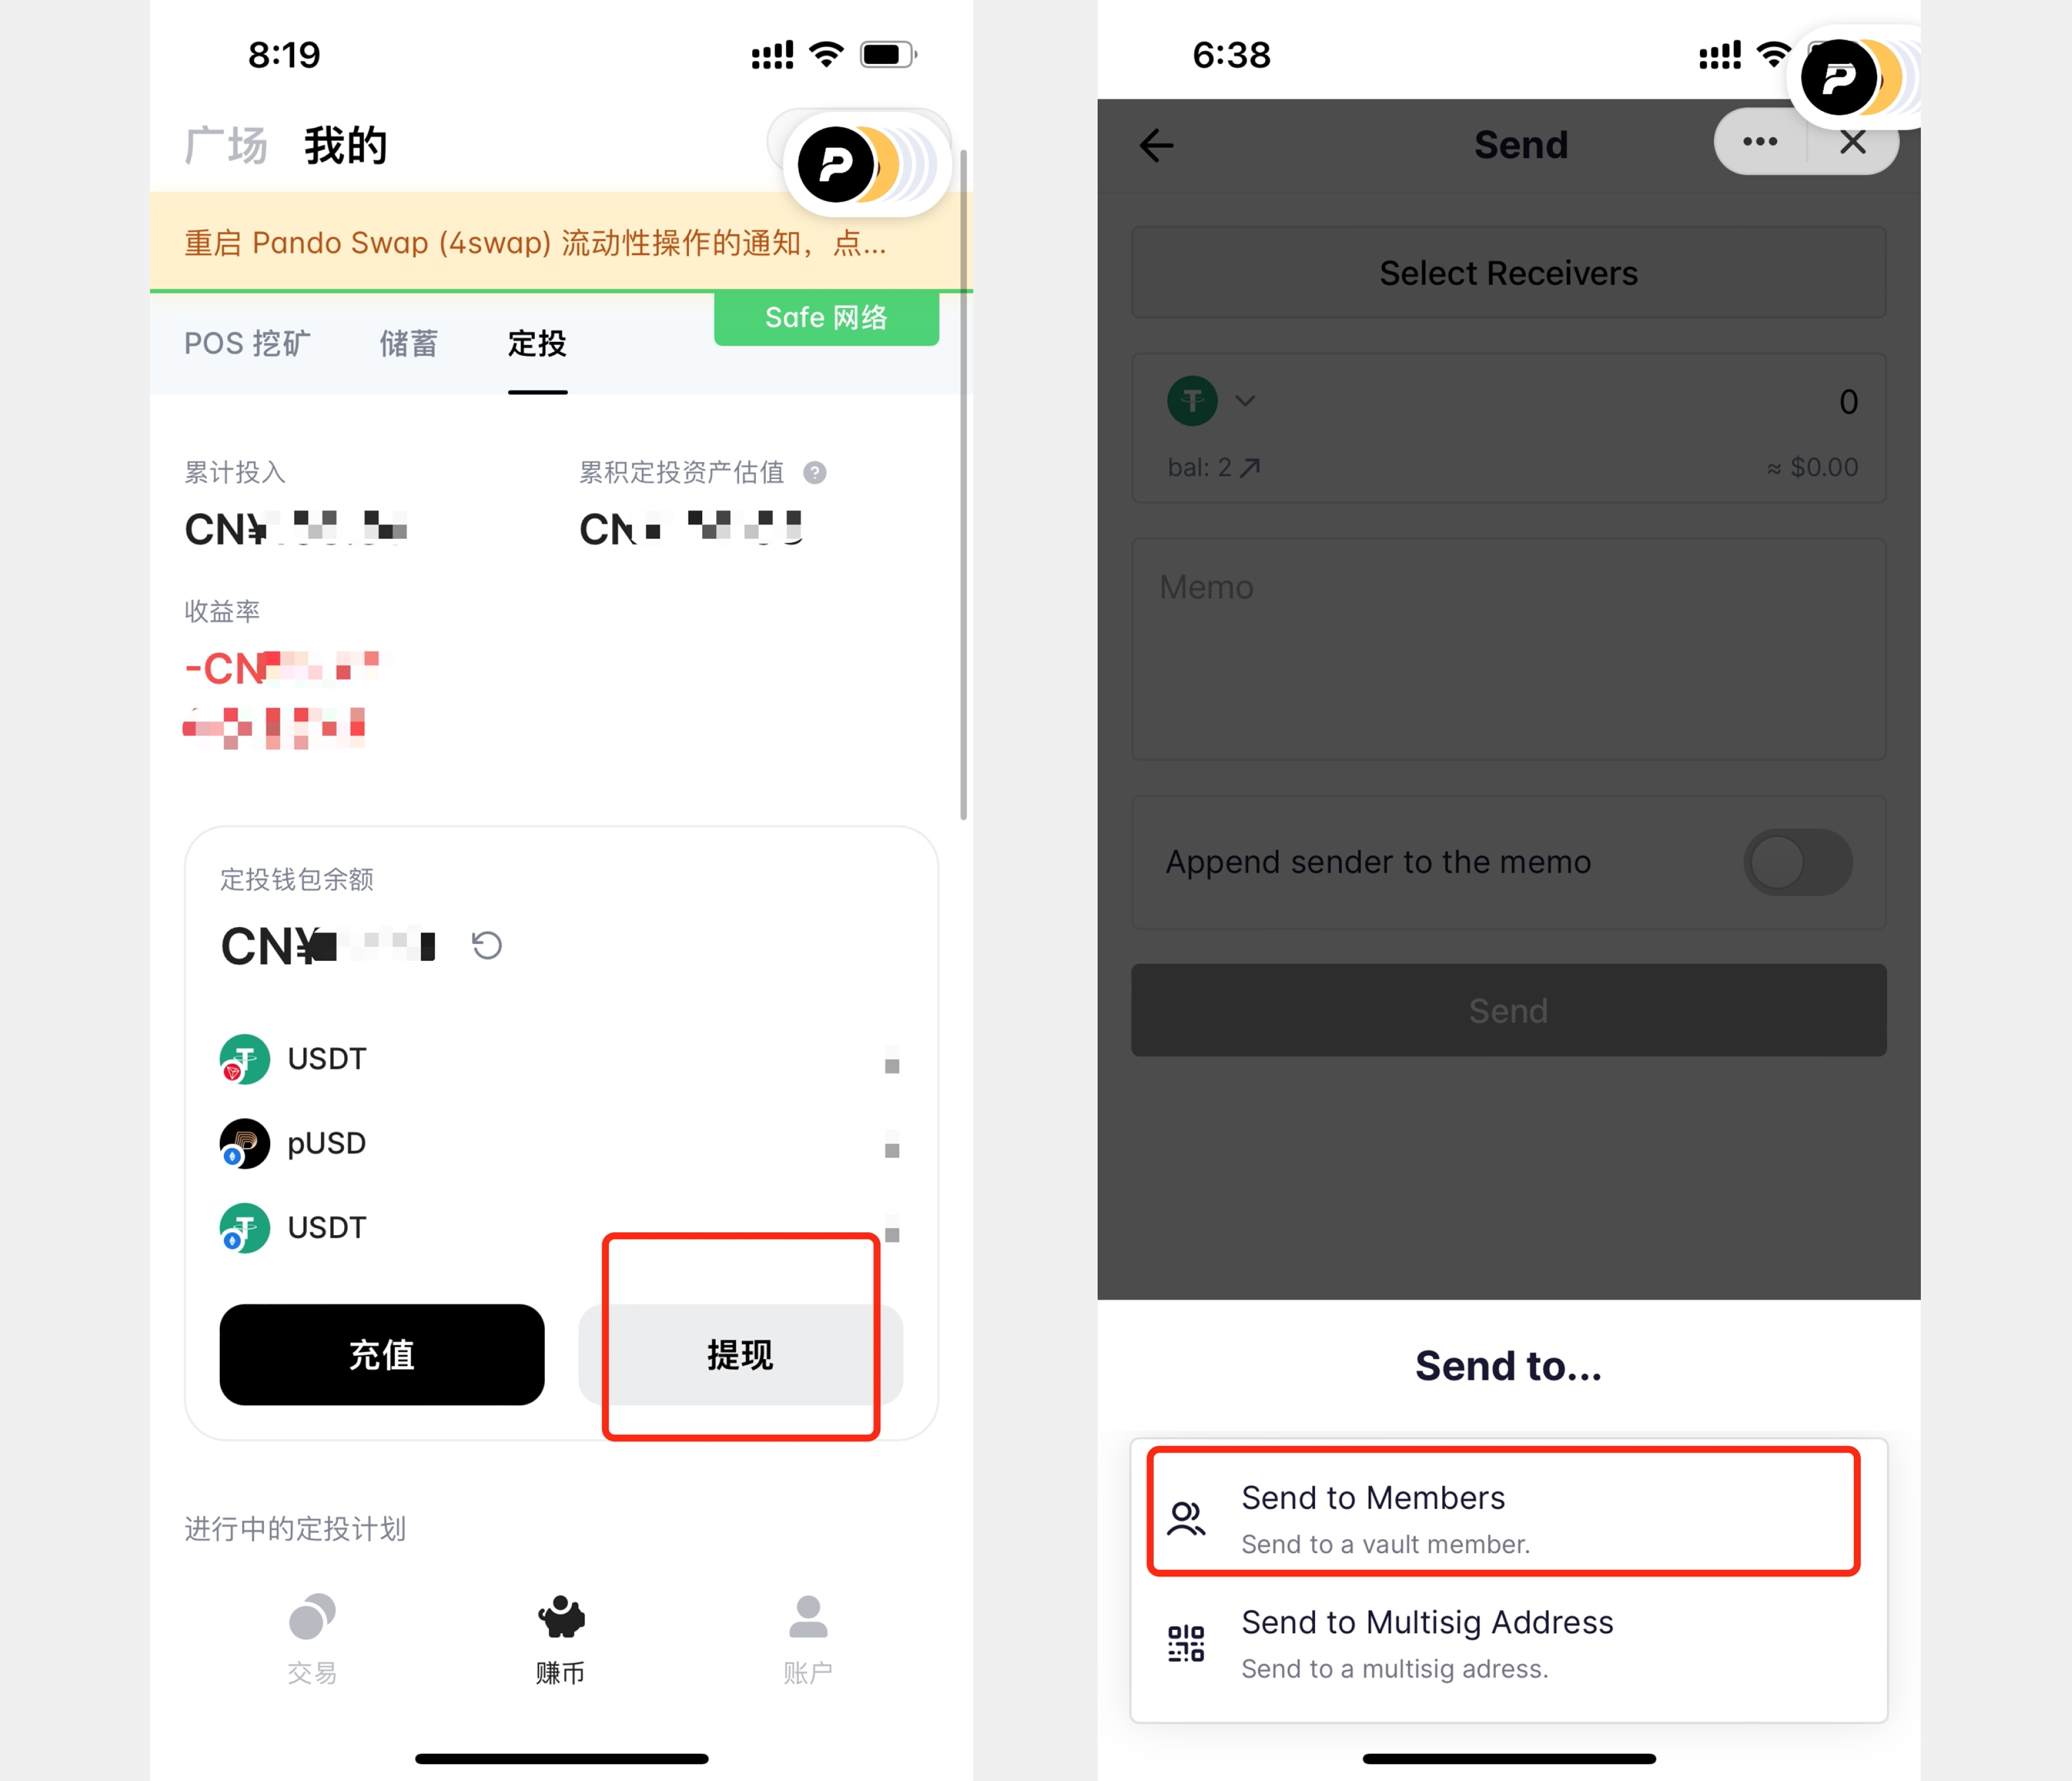 8:19
广场 我的
重启 Pando Swap (4swap) 流动性操作的通知，点...
Safe 网络
POS 挖矿 储蓄 定投
累计投入 累积定投资产估值 ?
CN¥ CN
收益率
-CN
定投钱包余额
CN¥
USDT
pUSD
USDT
充值 提现
进行中的定投计划
交易 赚币 账户
6:38
Send
Select Receivers
0
bal: 2 ≈ $0.00
Memo
Append sender to the memo
Send
Send to...
Send to Members
Send to a vault member.
Send to Multisig Address
Send to a multisig adress.